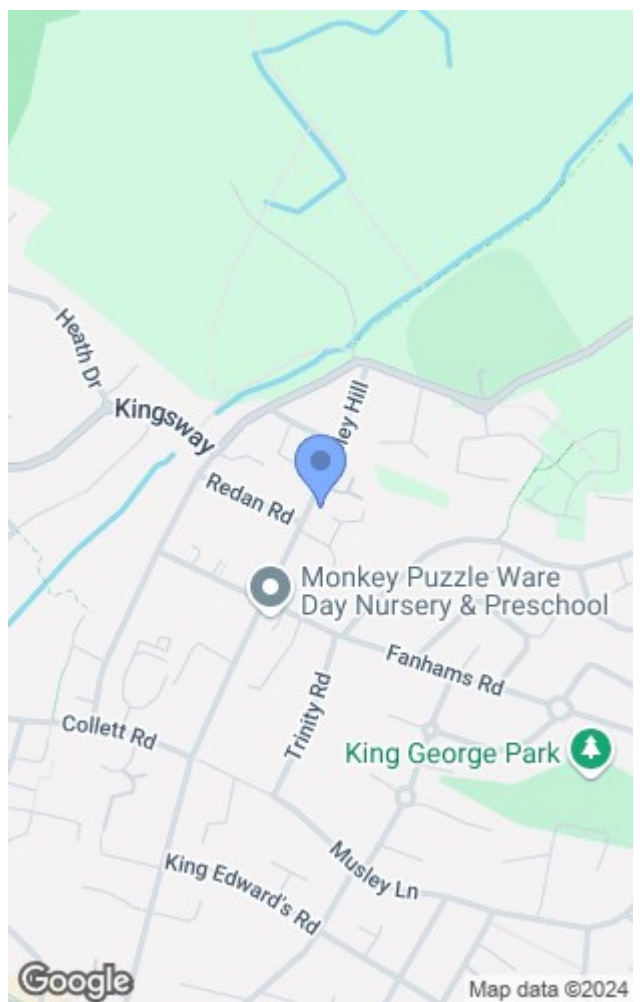 Heath Dr
Kingsway
ey Hill
Redan Rd
Monkey Puzzle Ware
Day Nursery & Preschool
Fanhams Rd
Trinity Rd
Collett Rd
King George Park
Musley Ln
King Edward's Rd
Google
Map data ©2024